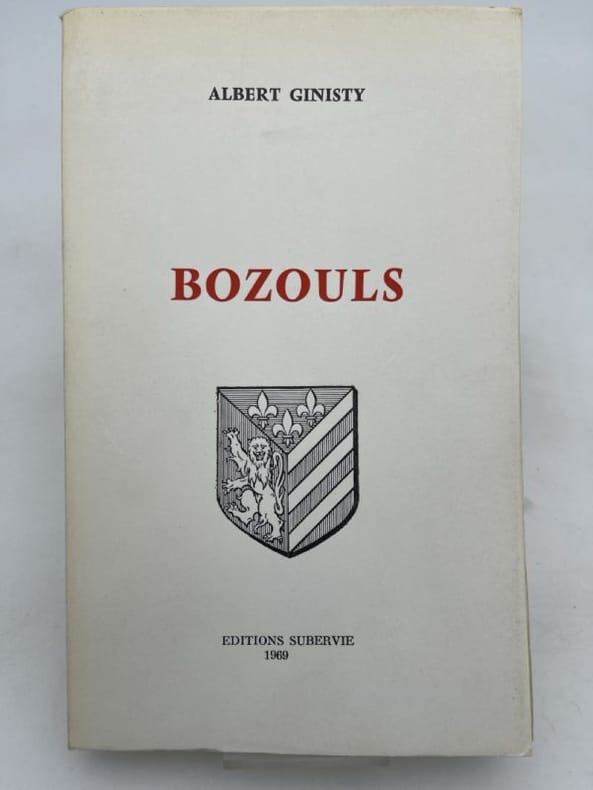 ALBERT GINISTY
BOZOULS
EDITIONS SUBERVIE
1969